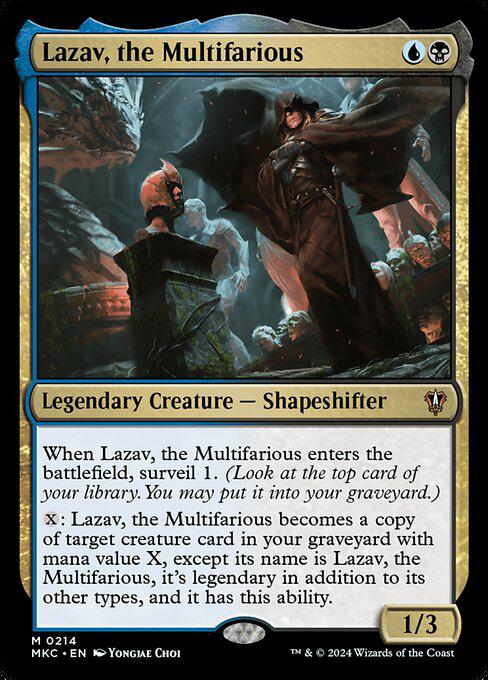 Lazav, the Multifarious
Legendary Creature — Shapeshifter
When Lazav, the Multifarious enters the
battlefield, surveil 1. (Look at the top card of
your library. You may put it into your graveyard.)
X: Lazav, the Multifarious becomes a copy
of target creature card in your graveyard with
mana value X, except its name is Lazav, the
Multifarious, it's legendary in addition to its
other types, and it has this ability.
1/3
M 0214
MKC • EN Yongjae Choi
™ & © 2024 Wizards of the Coast